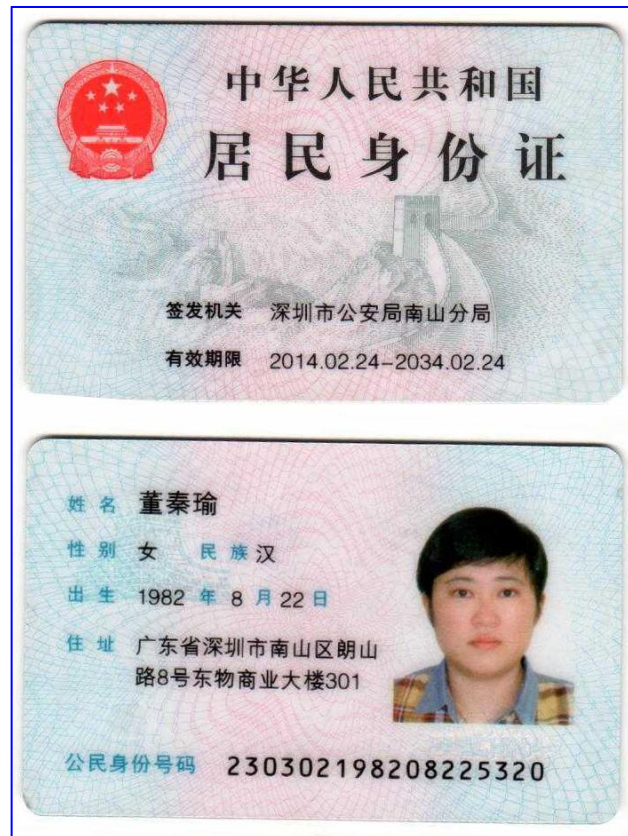 中华人民共和国
居民身份证
签发机关 深圳市公安局南山分局
有效期限 2014.02.24-2034.02.24
姓名 董秦瑜
性别 女 民族 汉
出生 1982 年 8 月 22 日
住址 广东省深圳市南山区朗山
路8号东物商业大楼301
公民身份号码 230302198208225320